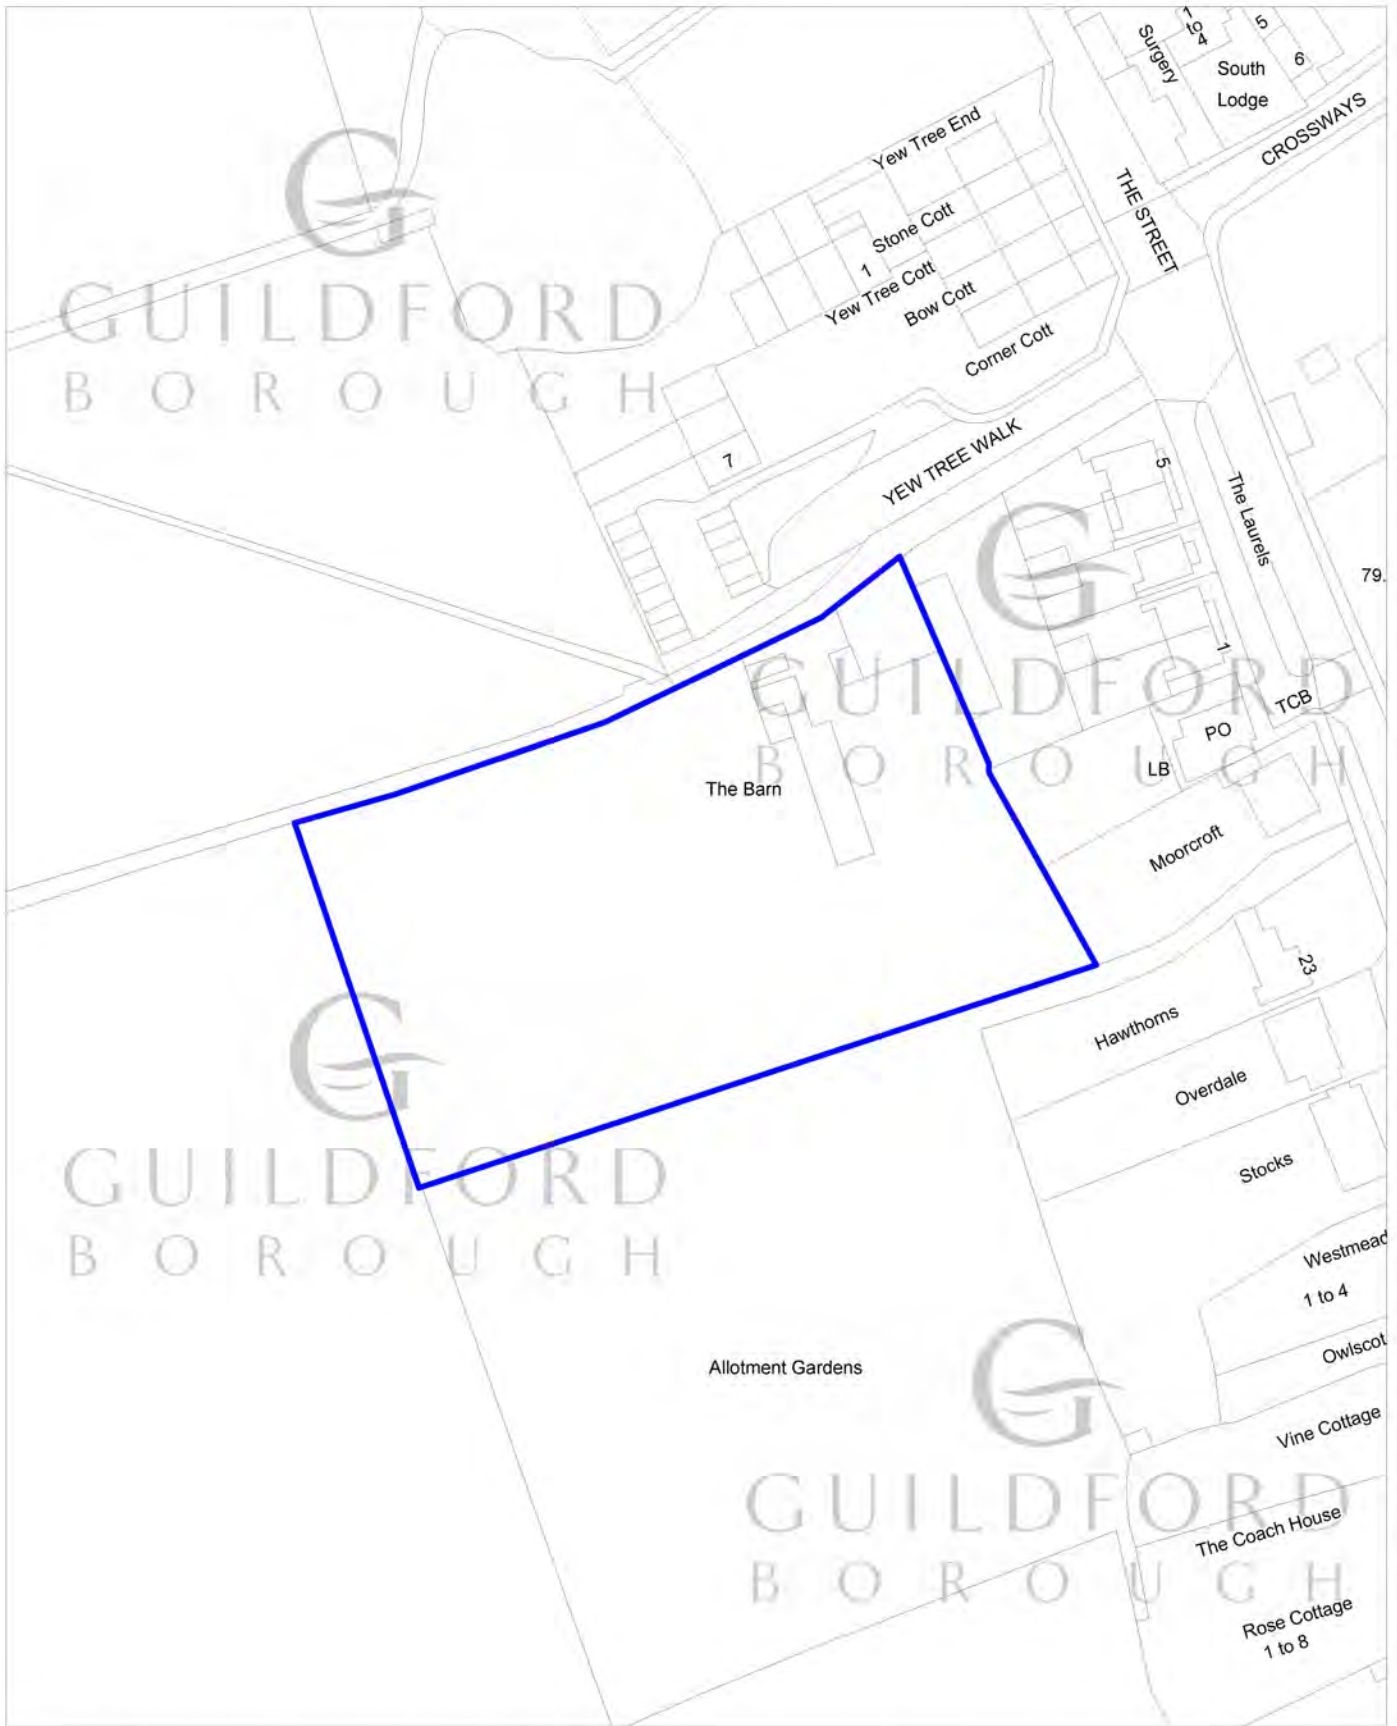 1
to
4
5
6
Surgery
South
Lodge
CROSSWAYS
Yew Tree End
THE STREET
Stone Cott
1
Yew Tree Cott
Bow Cott
Corner Cott
GUILDFORD
BOROUGH
7
YEW TREE WALK
5
The Laurels
79.
1
GUILDFORD
BOROUGH
TCB
PO
LB
The Barn
Moorcroft
23
Hawthorns
Overdale
Stocks
GUILDFORD
BOROUGH
Westmead
1 to 4
Owlscot
Allotment Gardens
Vine Cottage
GUILDFORD
BOROUGH
The Coach House
Rose Cottage
1 to 8